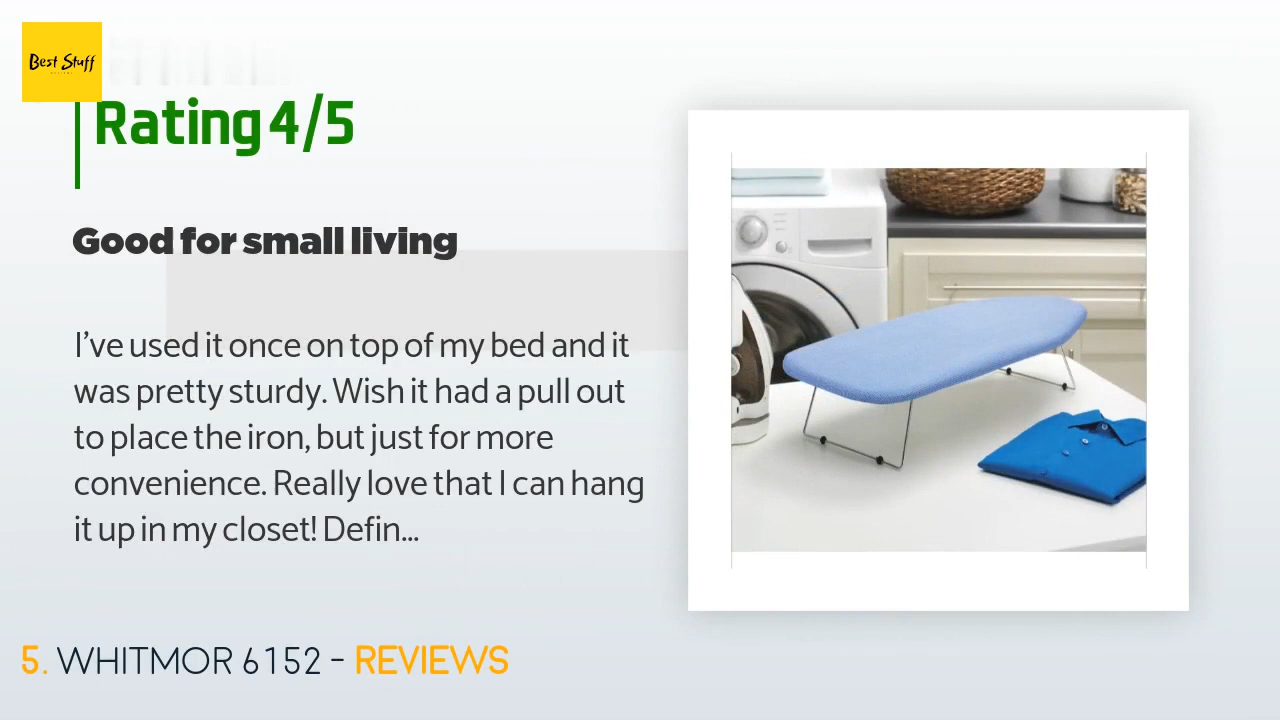 Best Stuff
Rating 4/5
Good for small living
I've used it once on top of my bed and it
was pretty sturdy. Wish it had a pull out
to place the iron, but just for more
convenience. Really love that I can hang
it up in my closet! Defin...
5. WHITMOR 6152 - REVIEWS